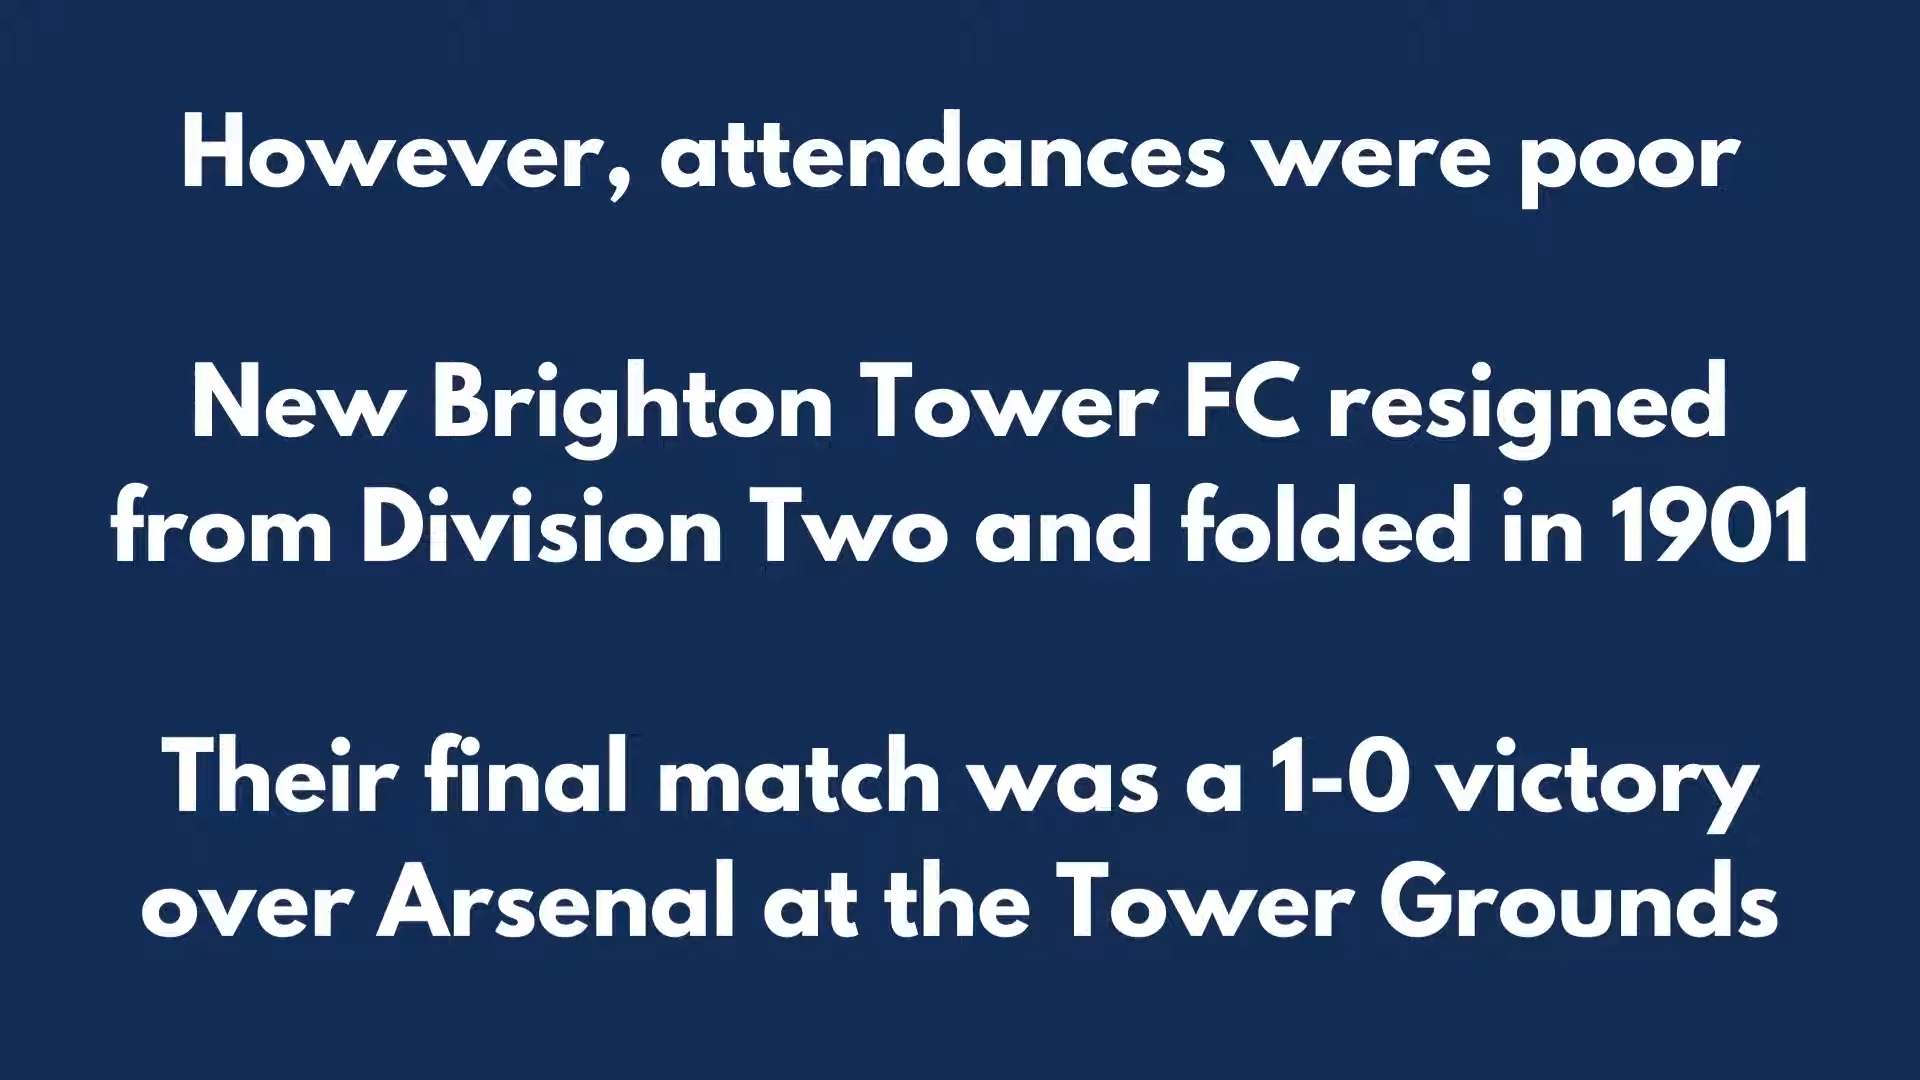 However, attendances were poor
New Brighton Tower FC resigned
from Division Two and folded in 1901
Their final match was a 1-0 victory
over Arsenal at the Tower Grounds